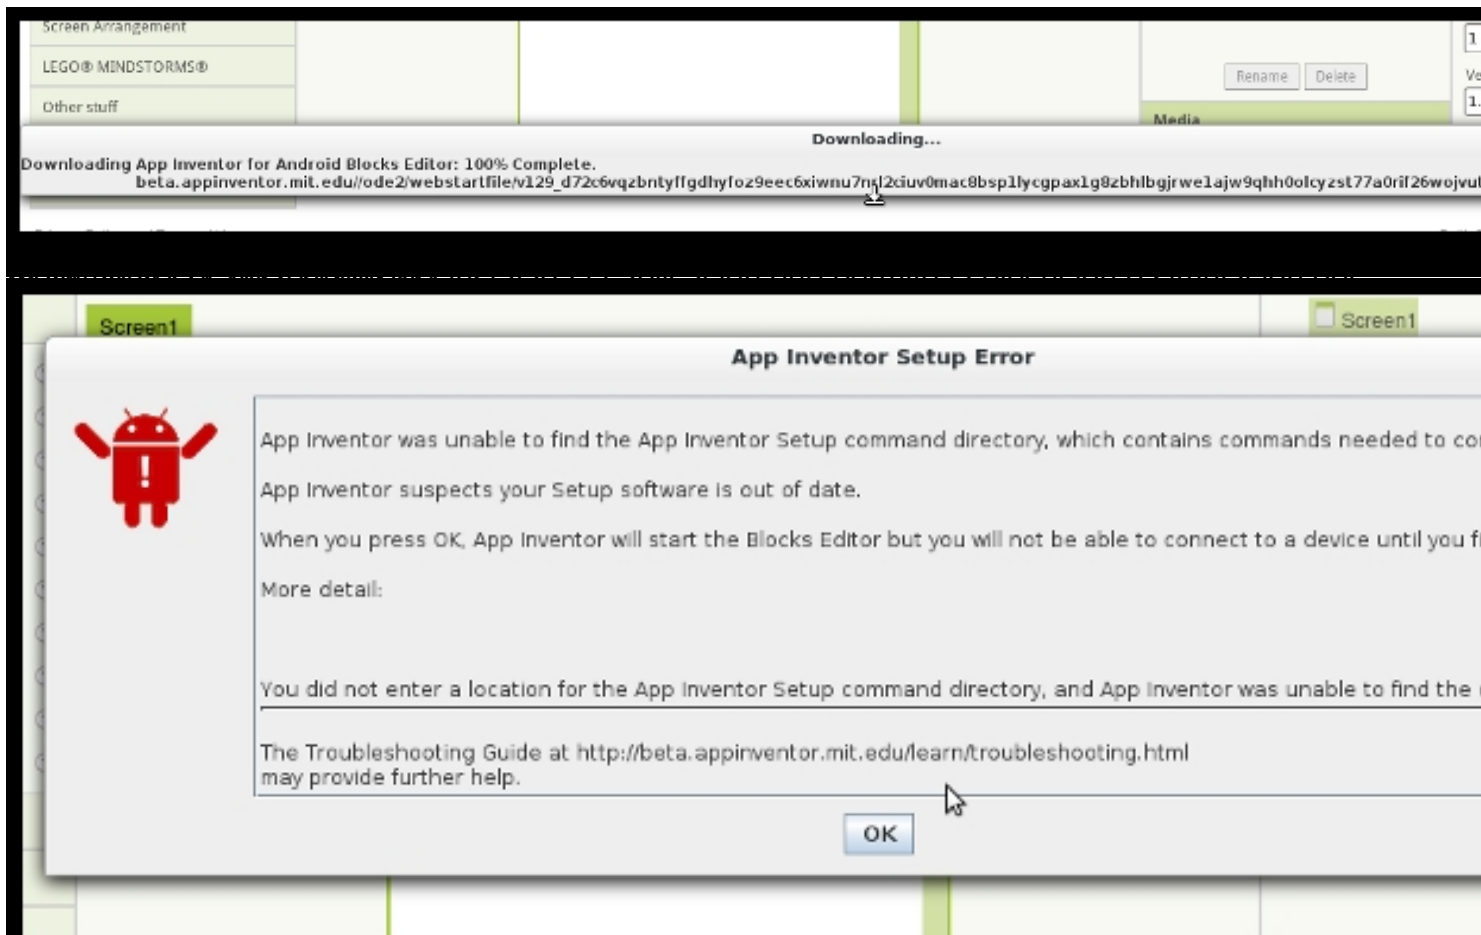 Screen Arrangement
LEGO® MINDSTORMS®
Other stuff
Rename Delete
1
Ve
1.
Media
Downloading...
Downloading App Inventor for Android Blocks Editor: 100% Complete.
Screen1
Screen1
App Inventor Setup Error
App Inventor was unable to find the App Inventor Setup command directory, which contains commands needed to co
App Inventor suspects your Setup software is out of date.
When you press OK, App Inventor will start the Blocks Editor but you will not be able to connect to a device until you fi
More detail:
You did not enter a location for the App Inventor Setup command directory, and App Inventor was unable to find the
The Troubleshooting Guide at http://beta.appinventor.mit.edu/learn/troubleshooting.html
may provide further help.
OK